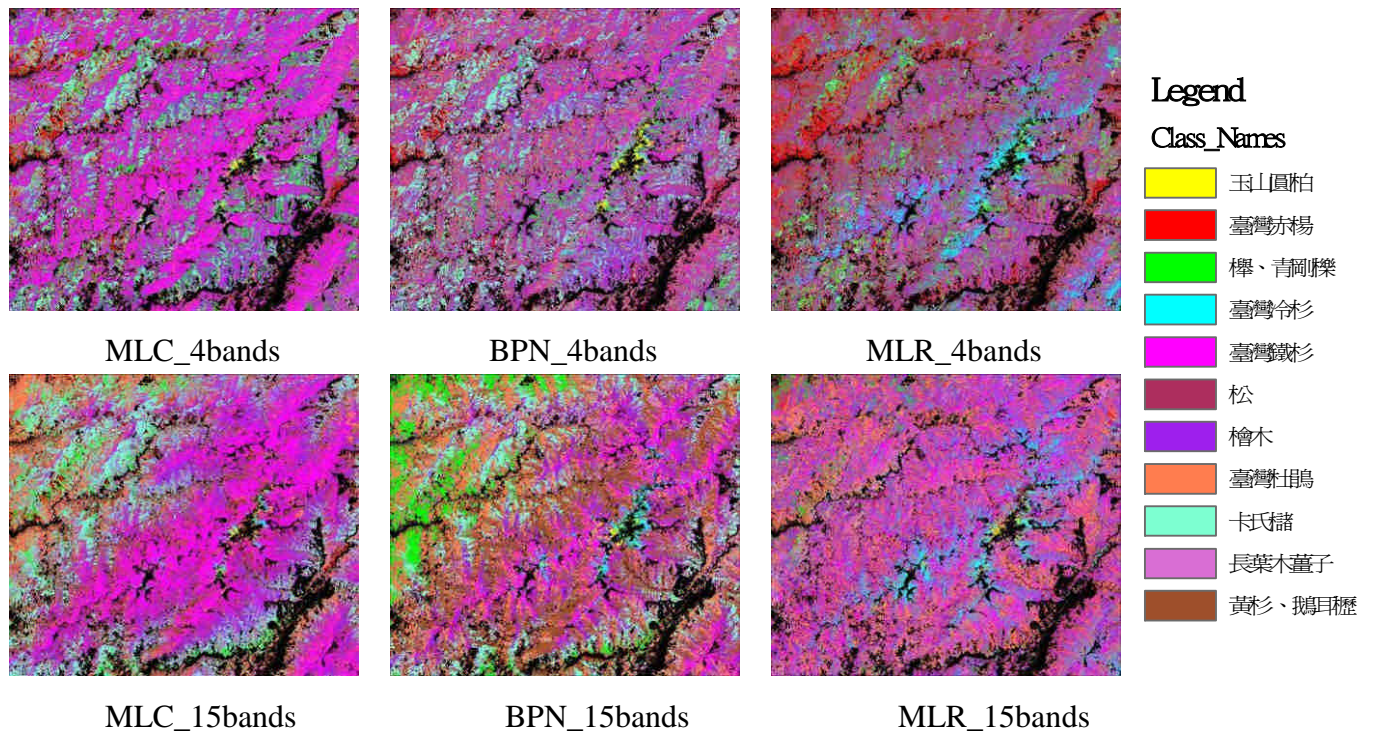 MLC_4bands
BPN_4bands
MLR_4bands
MLC_15bands
BPN_15bands
MLR_15bands
Legend
Class_Names
玉山圓柏
臺灣赤楊
櫸、青剛櫟
臺灣冷杉
臺灣鐵杉
松
檜木
臺灣杜鵑
卡氏櫧
長葉木薑子
黃杉、鵝耳櫪